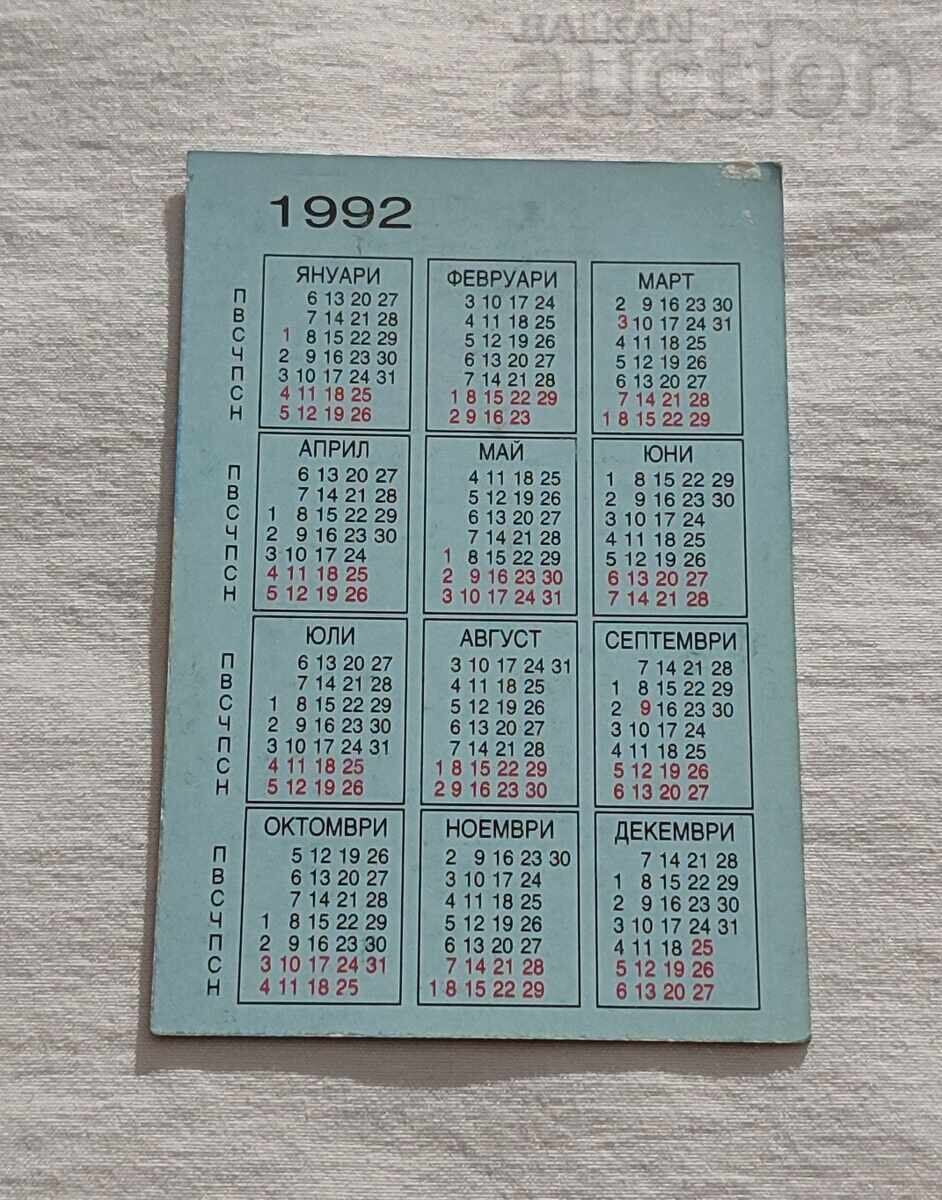 BALKAN
auction
1992
ЯНУАРИ ФЕВРУАРИ МАРТ
П 6 13 20 27 3 10 17 24 2 9 16 23 30
В 7 14 21 28 4 11 18 25 3 10 17 24 31
С 1 8 15 22 29 5 12 19 26 4 11 18 25
Ч 2 9 16 23 30 6 13 20 27 5 12 19 26
П 3 10 17 24 31 7 14 21 28 6 13 20 27
С 4 11 18 25 1 8 15 22 29 7 14 21 28
Н 5 12 19 26 2 9 16 23 1 8 15 22 29
АПРИЛ МАЙ ЮНИ
П 6 13 20 27 4 11 18 25 1 8 15 22 29
В 7 14 21 28 5 12 19 26 2 9 16 23 30
С 1 8 15 22 29 6 13 20 27 3 10 17 24
Ч 2 9 16 23 30 7 14 21 28 4 11 18 25
П 3 10 17 24 1 8 15 22 29 5 12 19 26
С 4 11 18 25 2 9 16 23 30 6 13 20 27
Н 5 12 19 26 3 10 17 24 31 7 14 21 28
ЮЛИ АВГУСТ СЕПТЕМВРИ
П 6 13 20 27 3 10 17 24 31 7 14 21 28
В 7 14 21 28 4 11 18 25 1 8 15 22 29
С 1 8 15 22 29 5 12 19 26 2 9 16 23 30
Ч 2 9 16 23 30 6 13 20 27 3 10 17 24
П 3 10 17 24 31 7 14 21 28 4 11 18 25
С 4 11 18 25 1 8 15 22 29 5 12 19 26
Н 5 12 19 26 2 9 16 23 30 6 13 20 27
ОКТОМВРИ НОЕМВРИ ДЕКЕМВРИ
П 5 12 19 26 2 9 16 23 30 7 14 21 28
В 6 13 20 27 3 10 17 24 1 8 15 22 29
С 7 14 21 28 4 11 18 25 2 9 16 23 30
Ч 1 8 15 22 29 5 12 19 26 3 10 17 24 31
П 2 9 16 23 30 6 13 20 27 4 11 18 25
С 3 10 17 24 31 7 14 21 28 5 12 19 26
Н 4 11 18 25 1 8 15 22 29 6 13 20 27